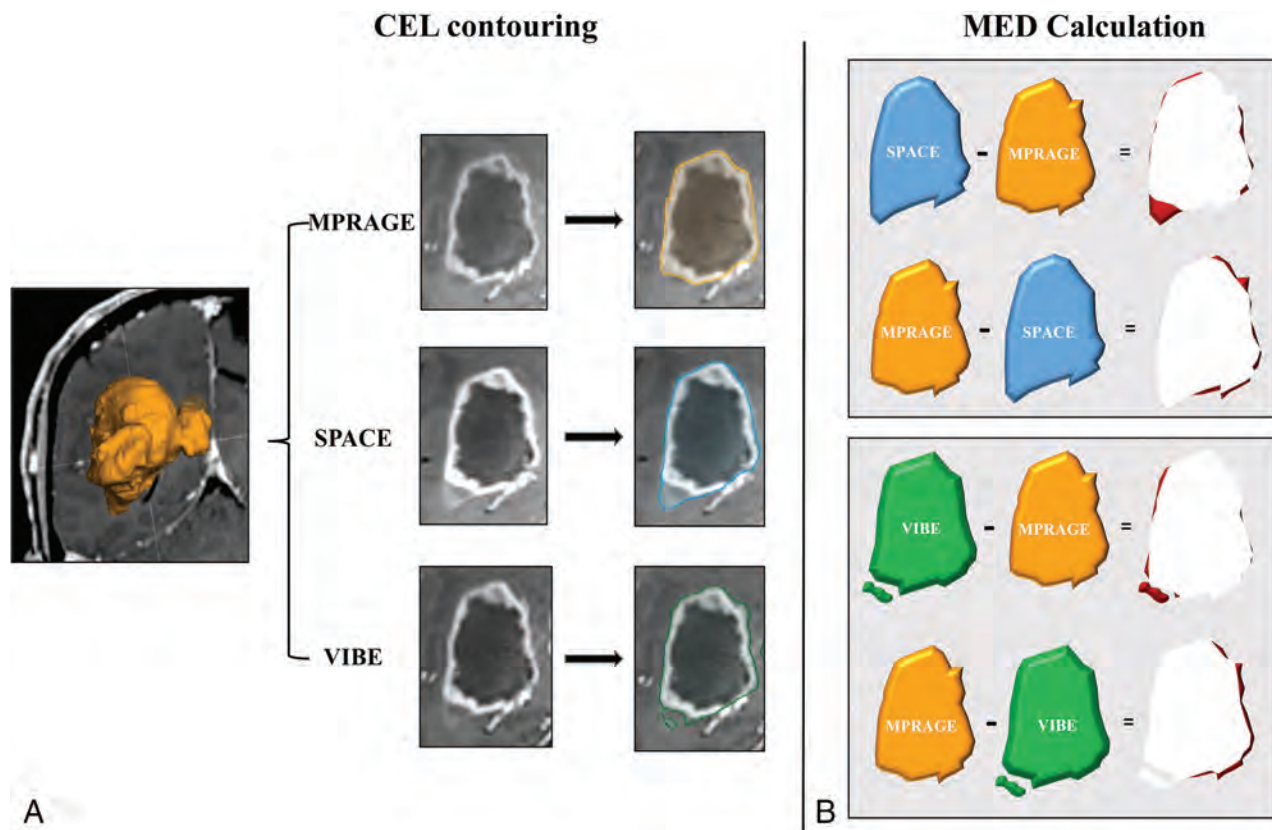 CEL contouring
MPRAGE
SPACE
VIBE
A
MED Calculation
SPACE - MPRAGE =
MPRAGE - SPACE =
VIBE - MPRAGE =
MPRAGE - VIBE =
B